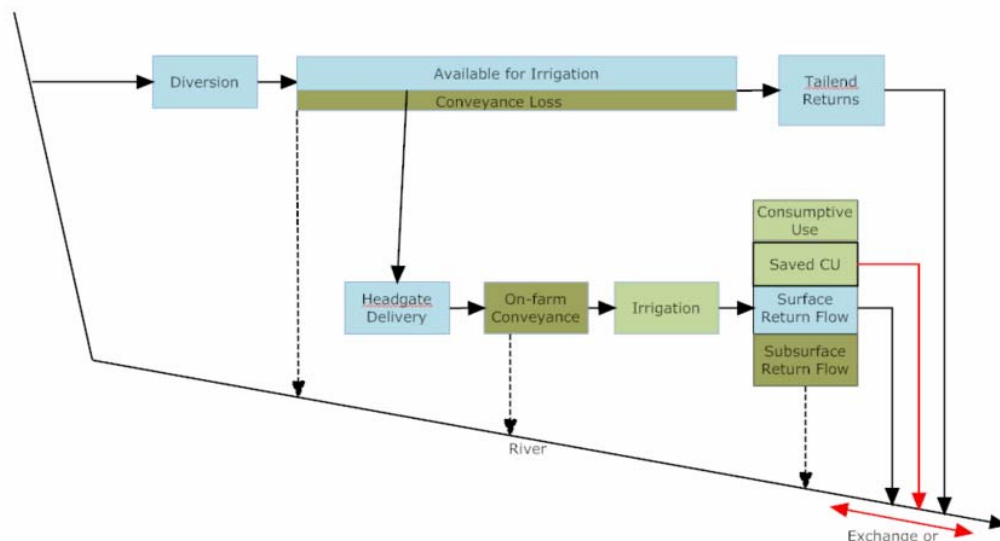 Diversion
Available for Irrigation
Conveyance Loss
Tailend
Returns
Consumptive
Use
Saved CU
Headgate
Delivery
On-farm
Conveyance
Irrigation
Surface
Return Flow
Subsurface
Return Flow
River
Exchange or